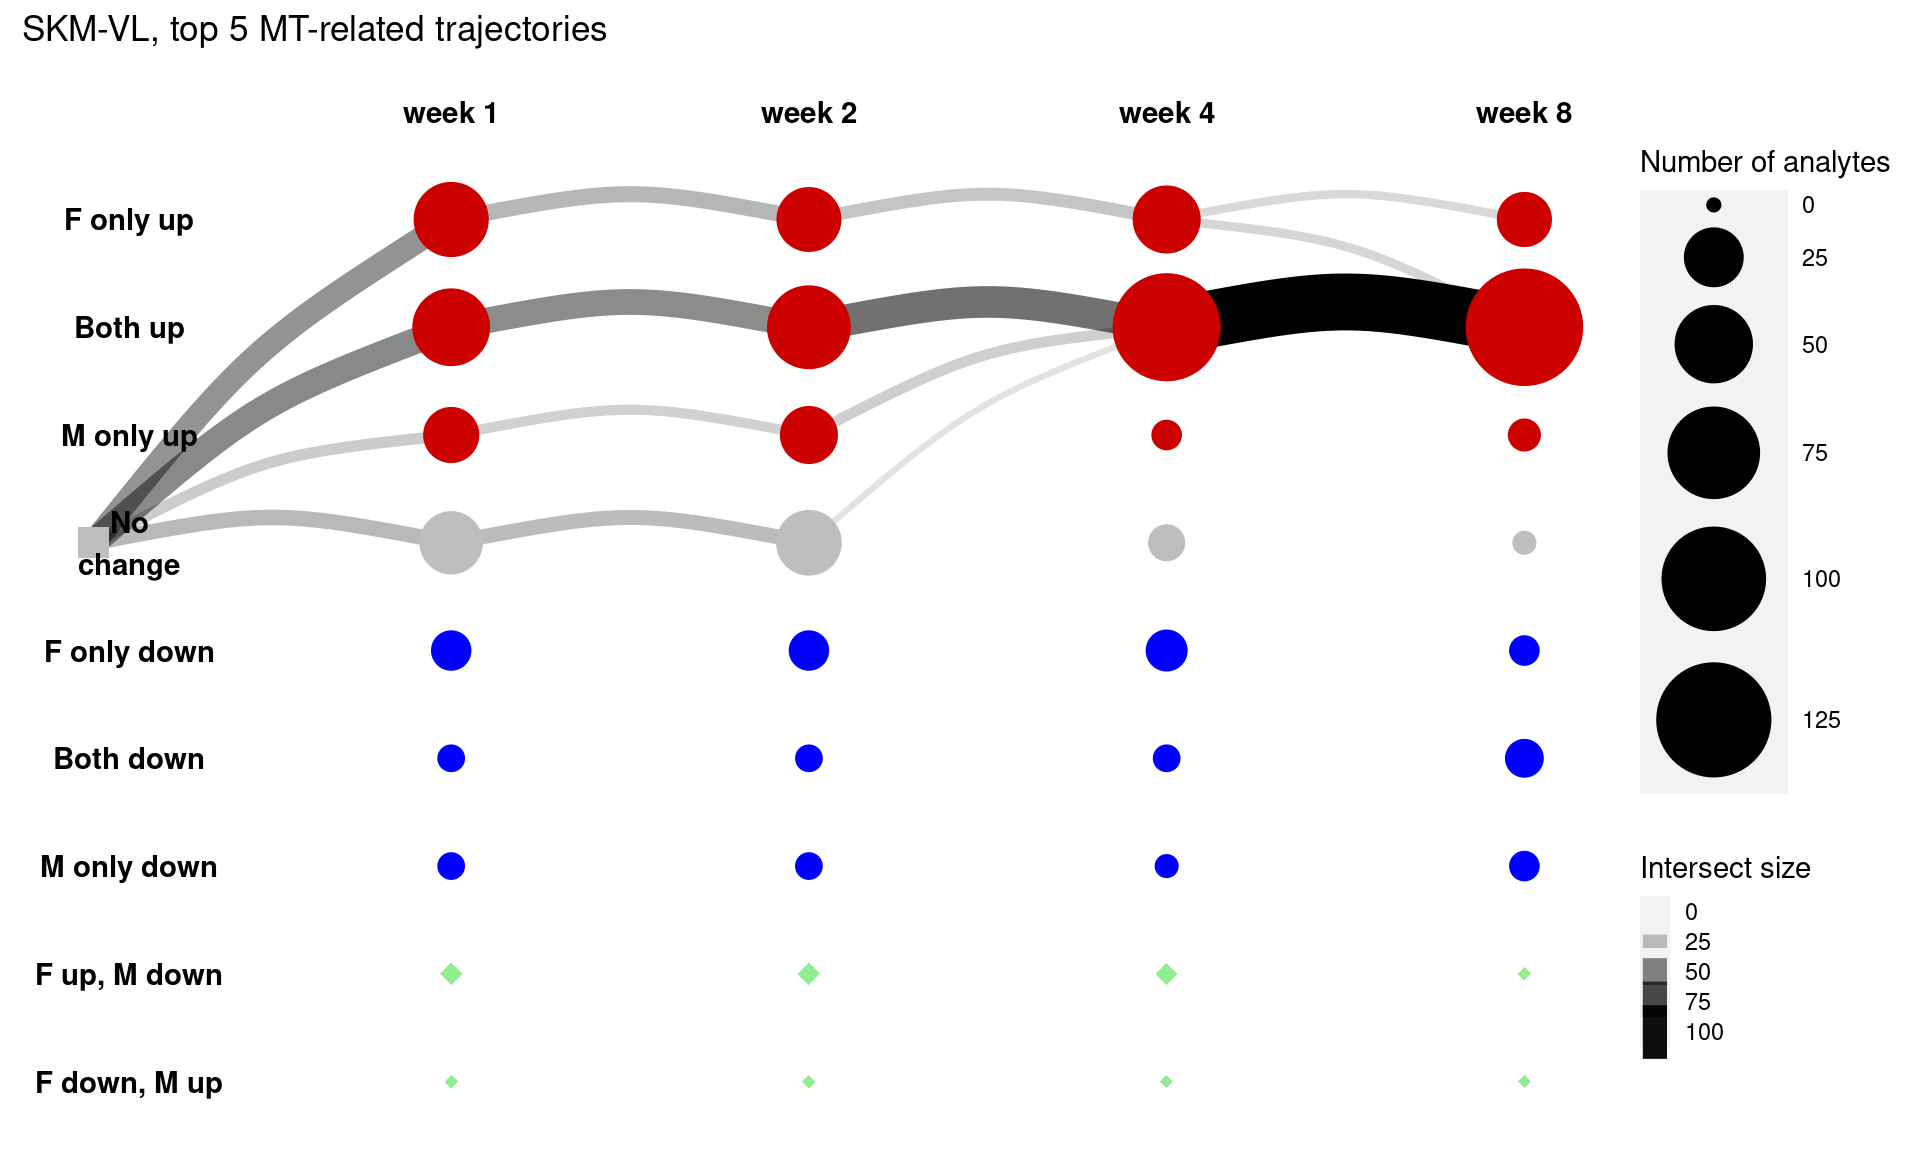 SKM-VL, top 5 MT-related trajectories
week 1
week 2
week 4
week 8
F only up
Both up
M only up
No
change
F only down
Both down
M only down
F up, M down
F down, M up
Number of analytes
0
25
50
75
100
125
Intersect size
0
25
50
75
100